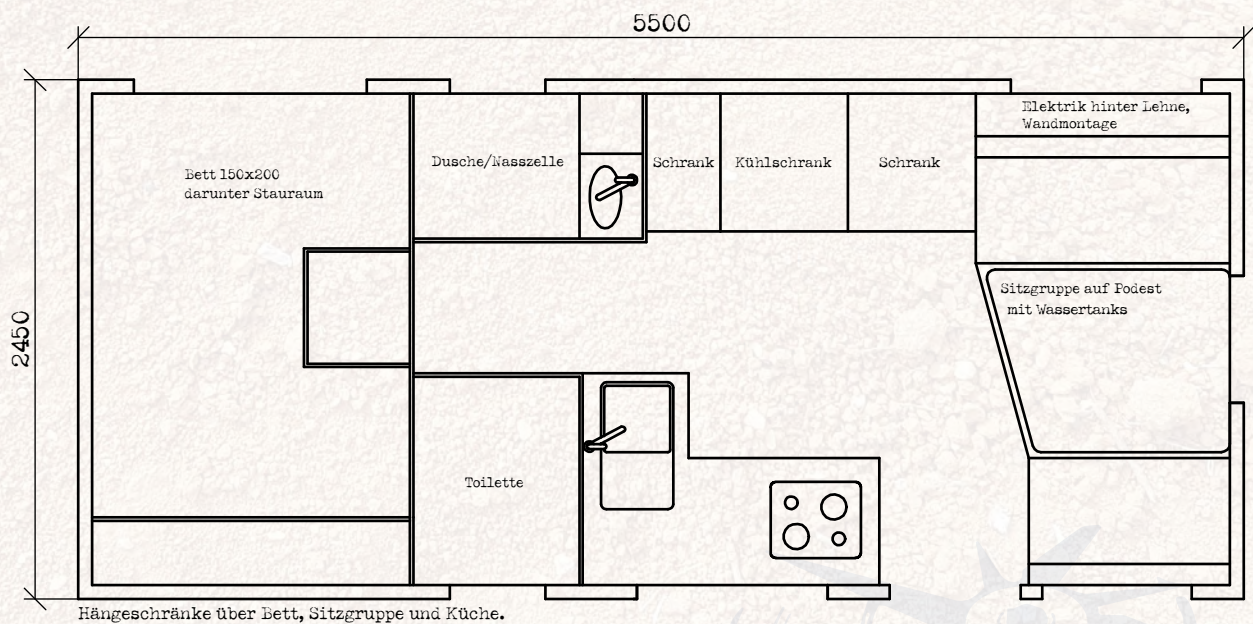 5500
Elektrik hinter Lehne,
Wandmontage
Bett 150x200
darunter Stauraum
Dusche/Nasszelle
Schrank
Kühlschrank
Schrank
Sitzgruppe auf Podest
mit Wassertanks
2450
Toilette
Hängeschränke über Bett, Sitzgruppe und Küche.